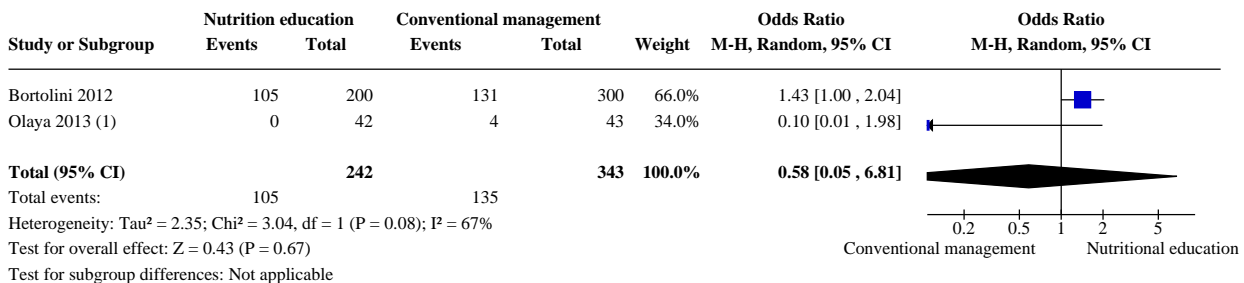 Nutrition education Conventional management Odds Ratio Odds Ratio
Study or Subgroup Events Total Events Total Weight M-H, Random, 95% CI M-H, Random, 95% CI
Bortolini 2012 105 200 131 300 66.0% 1.43 [1.00 , 2.04]
Olaya 2013 (1) 0 42 4 43 34.0% 0.10 [0.01 , 1.98]
Total (95% CI) 242 343 100.0% 0.58 [0.05 , 6.81]
Total events: 105 135
Heterogeneity: Tau² = 2.35; Chi² = 3.04, df = 1 (P = 0.08); I² = 67%
0.2 0.5 1 2 5
Test for overall effect: Z = 0.43 (P = 0.67)
Conventional management Nutritional education
Test for subgroup differences: Not applicable